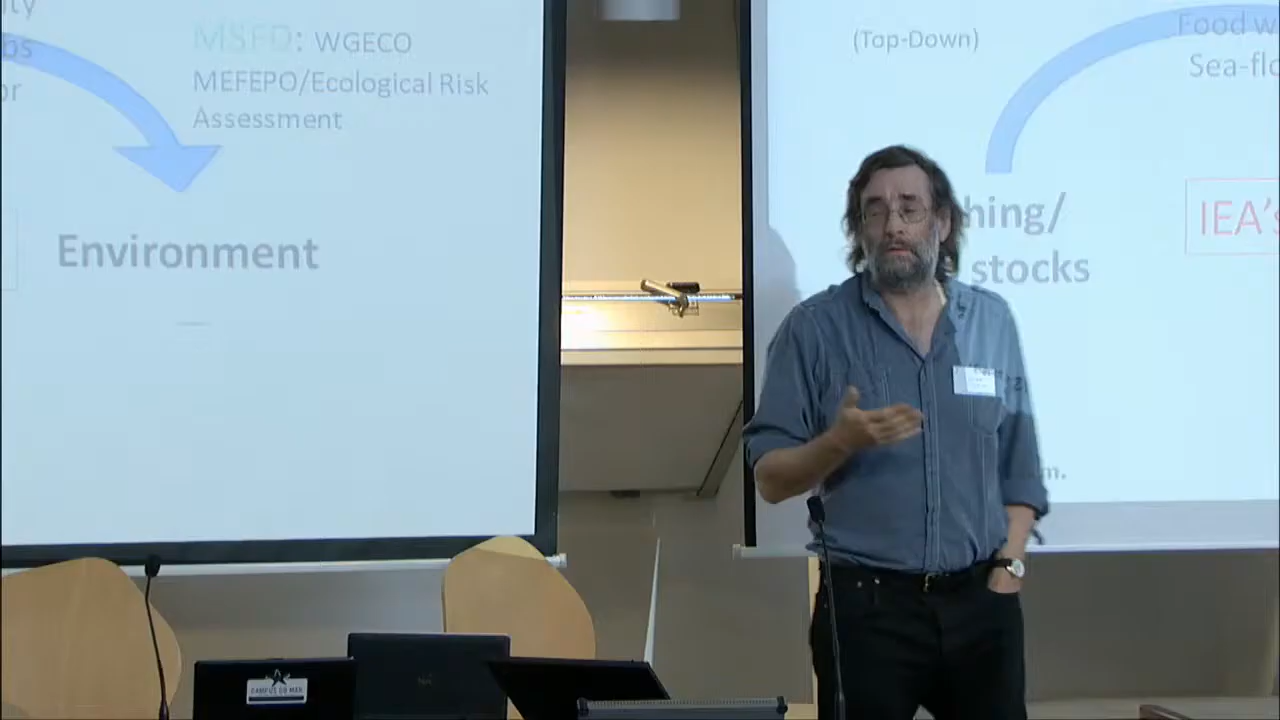 MSFD: WGECO
MEFEPO/Ecological Risk
Assessment
Environment
(Top-Down)
Food w
Sea-flo
hing/
stocks
IEA's
CAMPUS DO MAR